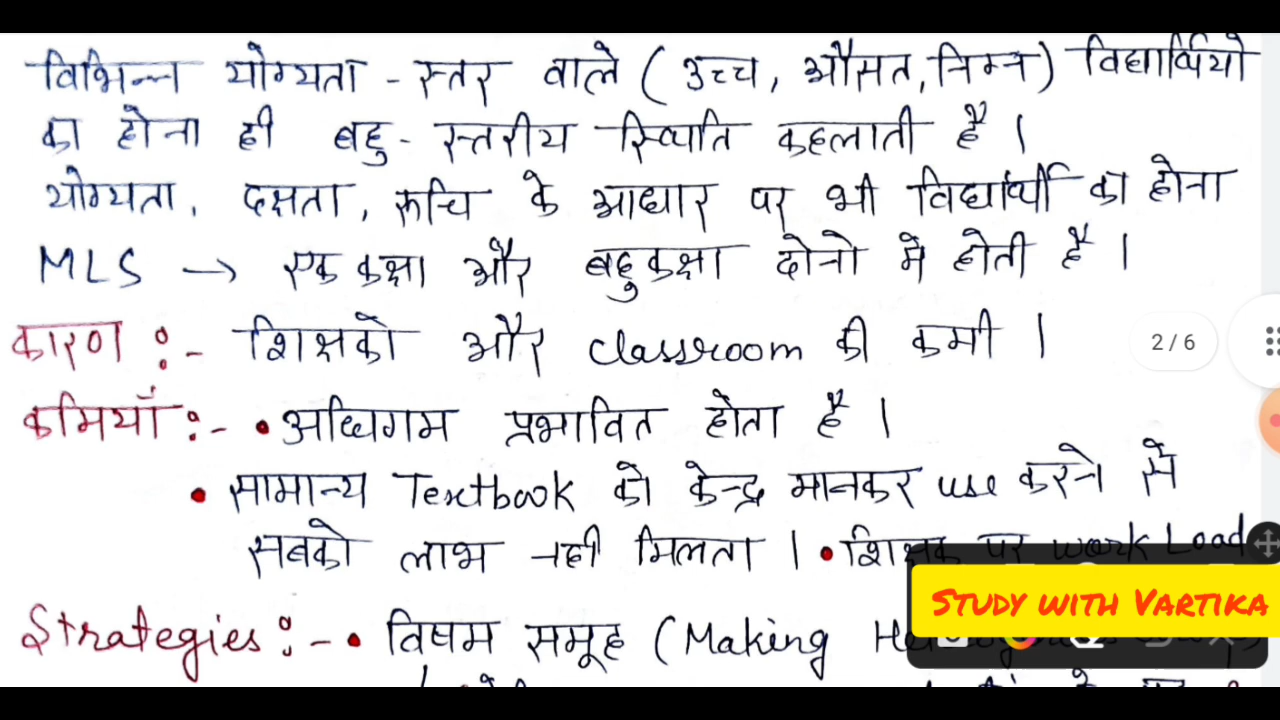 विभिन्न योग्यता - स्तर वाले ( उच्च, औसत, निम्न ) विद्यार्थियो
का होना ही बहु - स्तरीय स्थिति कहलाती है ।
योग्यता, दक्षता, रूचि के आधार पर भी विद्यार्थी का होना
MLS → एक कक्षा और बहु कक्षा दोनो में होती है ।
कारण :- शिक्षको और classroom की कमी ।
2 / 6
कमियाँ :- • अधिगम प्रभावित होता है ।
• सामान्य Textbook को केन्द्र मानकर use करने से
सबको लाभ नही मिलता । • शिक्षक पर work Load
STUDY WITH VARTIKA
Strategies :- • विषम समूह ( Making